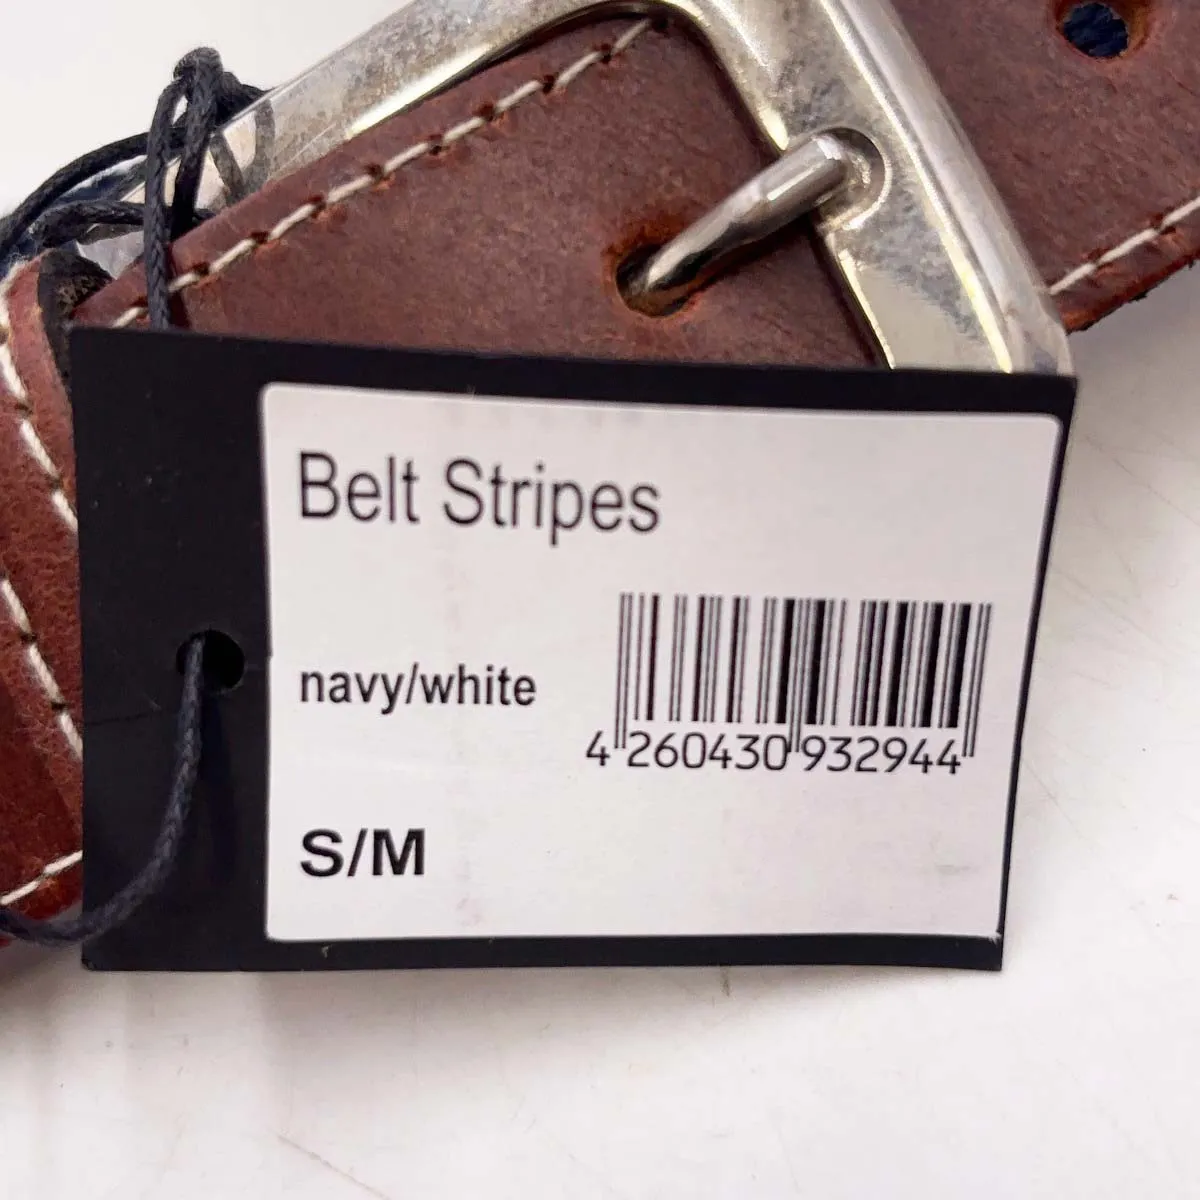 Belt Stripes
navy/white
4 260430 932944
S/M